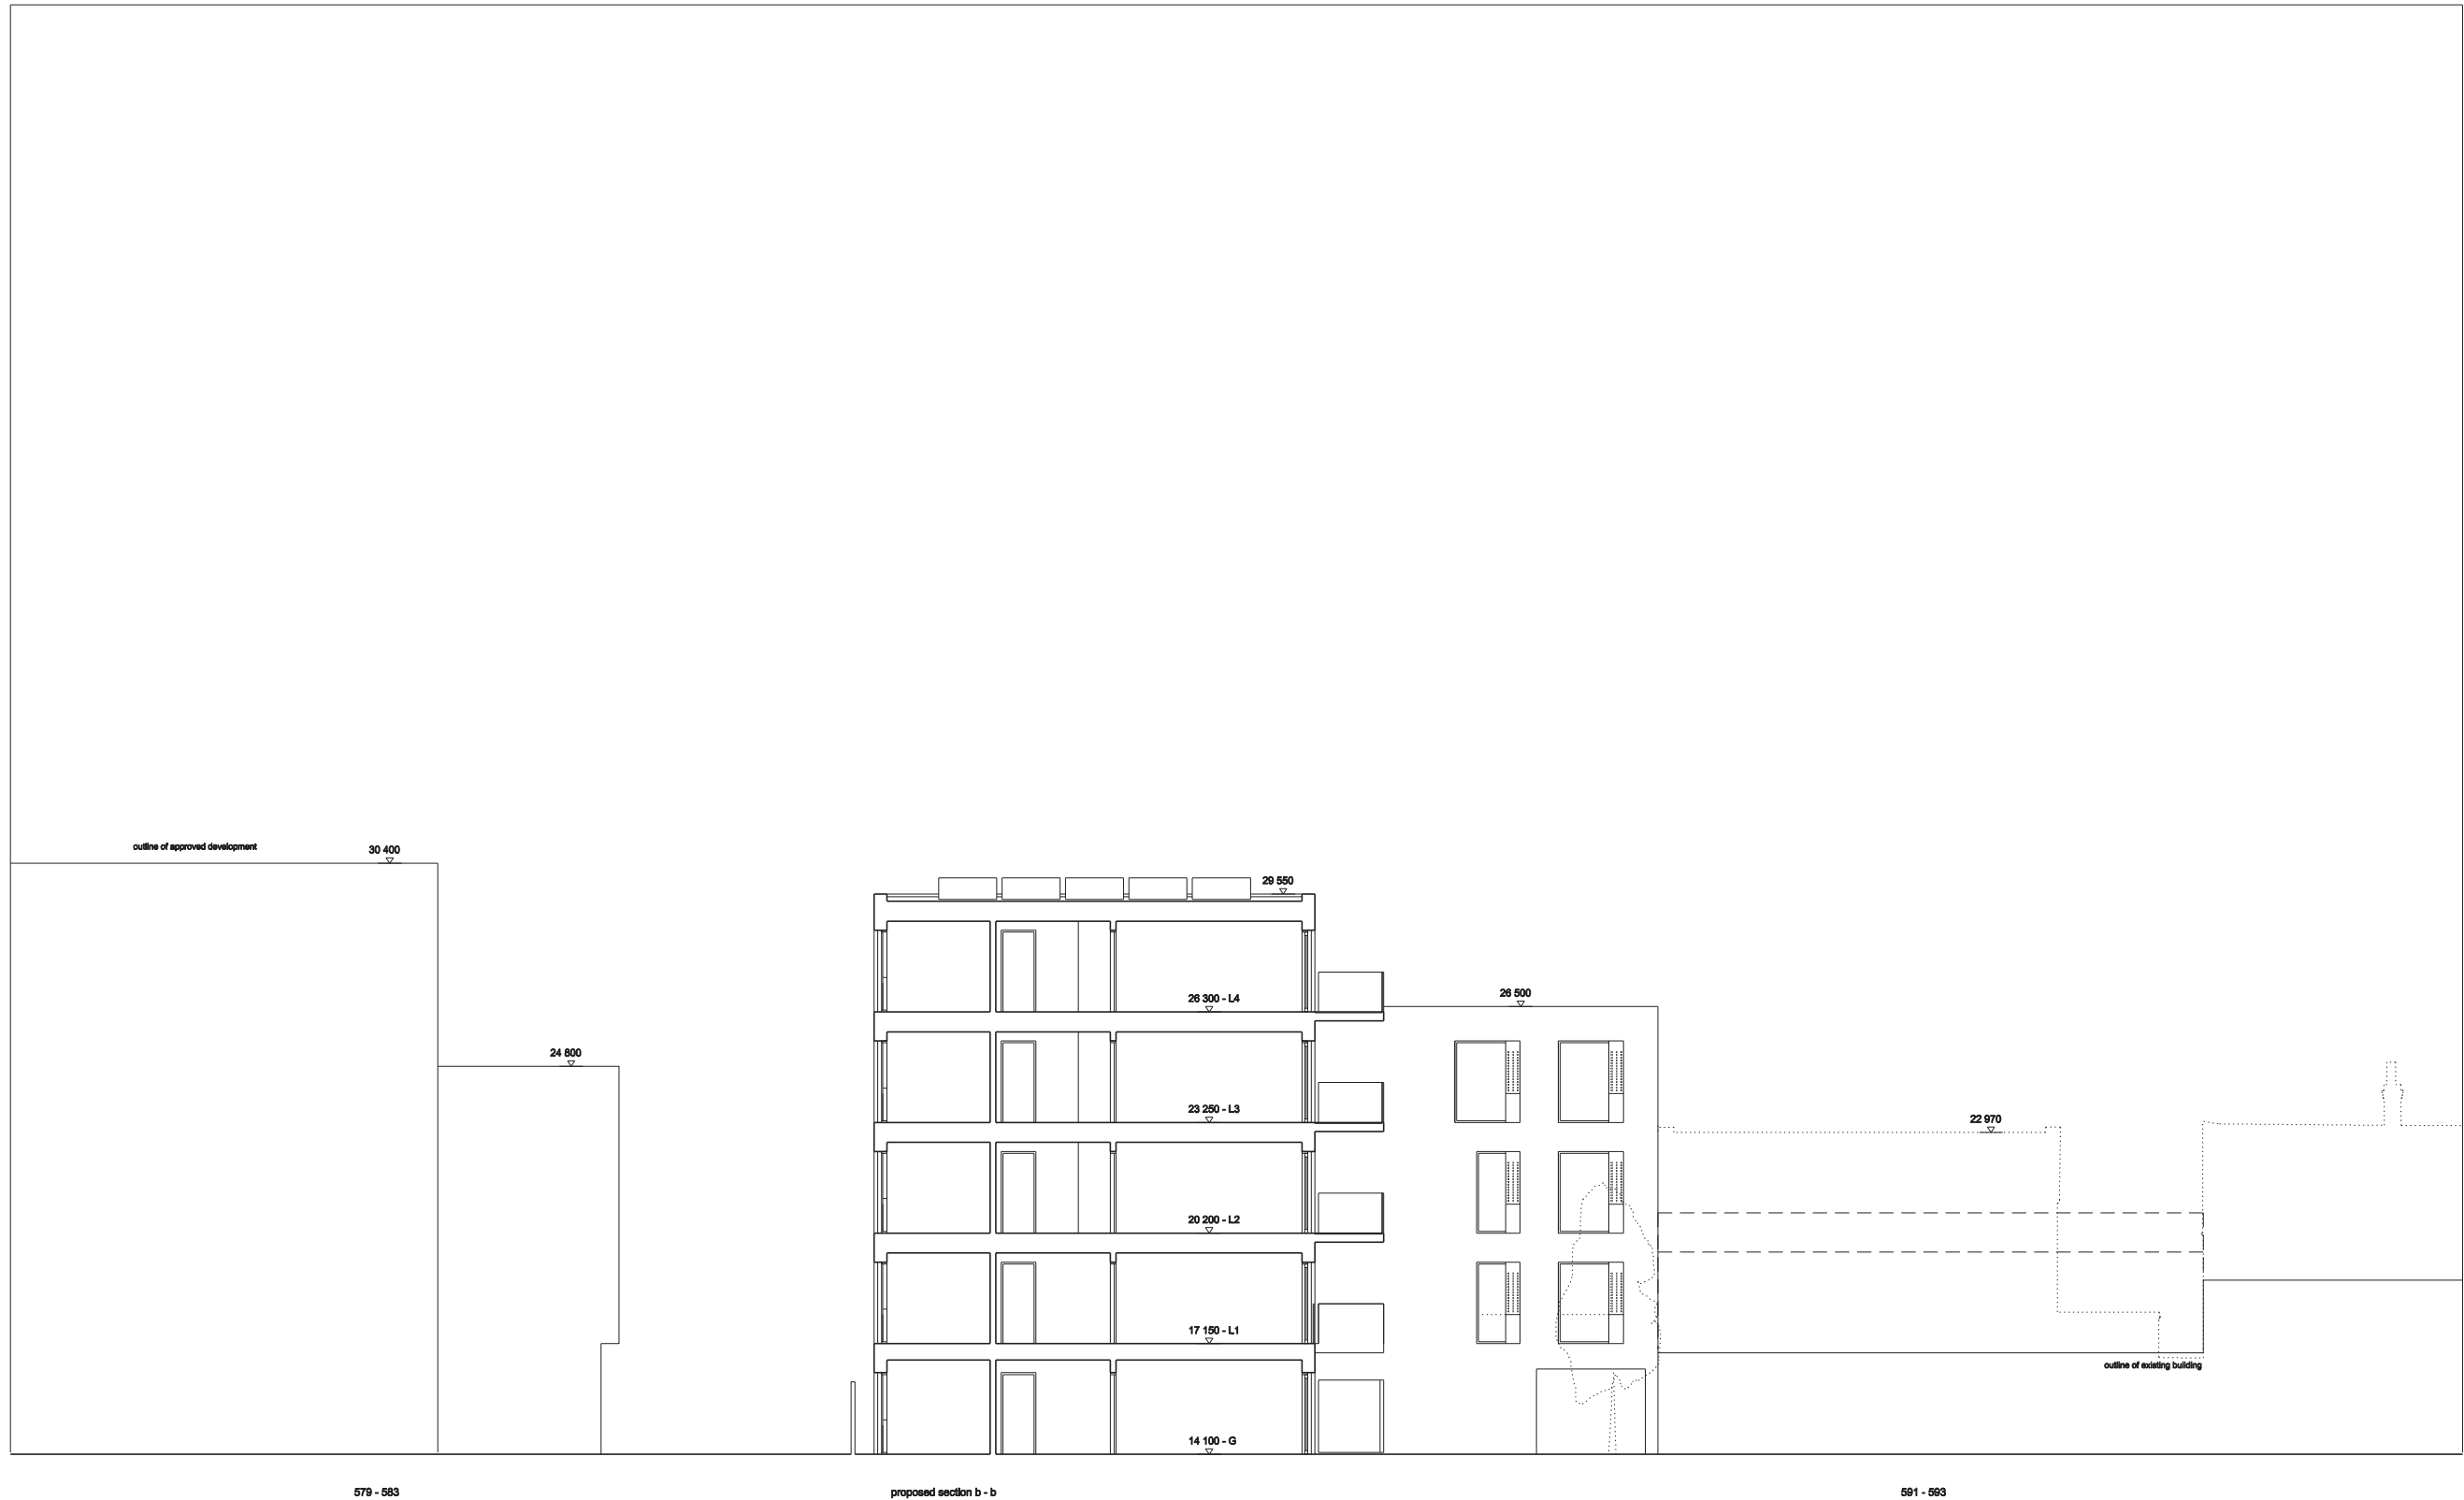 outline of approved development
30 400
29 550
26 300 - L4
26 500
24 800
23 250 - L3
22 970
20 200 - L2
17 150 - L1
outline of existing building
14 100 - G
579 - 583
proposed section b - b
591 - 593